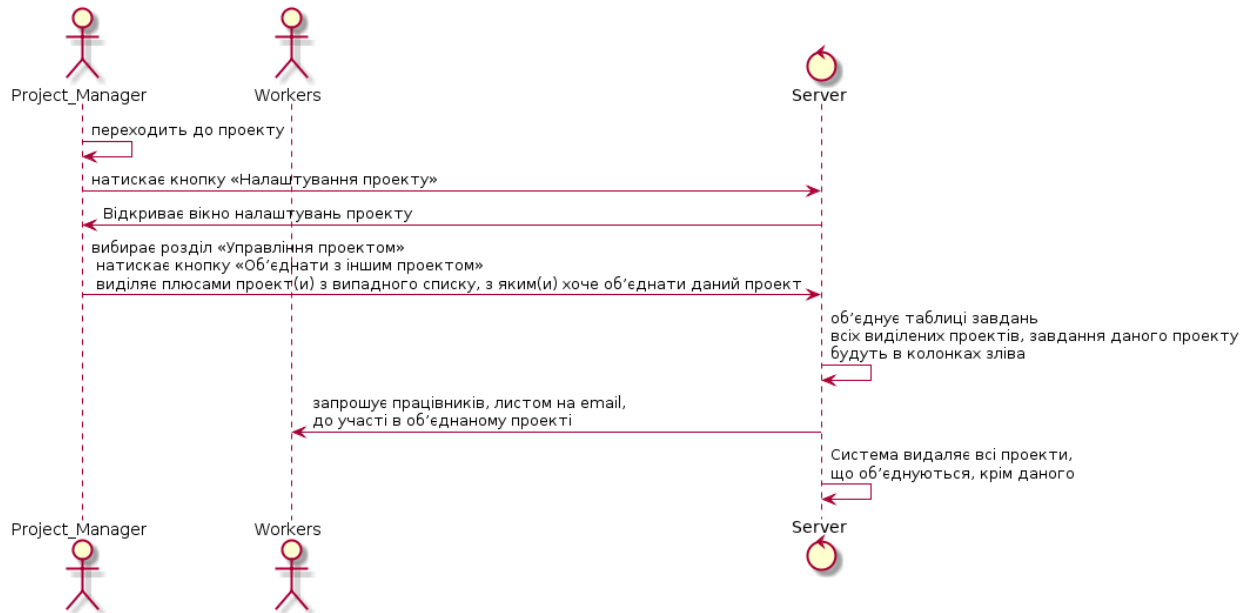 Project_Manager
Workers
Server
переходить до проекту
натискає кнопку «Налаштування проекту»
Відкриває вікно налаштувань проекту
вибирає розділ «Управління проектом»
натискає кнопку «Об’єднати з іншим проектом»
виділяє плюсами проект(и) з випадного списку, з яким(и) хоче об’єднати даний проект
об’єднує таблиці завдань
всіх виділених проектів, завдання даного проекту
будуть в колонках зліва
запрошує працівників, листом на email,
до участі в об’єднаному проекті
Система видаляє всі проекти,
що об’єднуються, крім даного
Project_Manager
Workers
Server